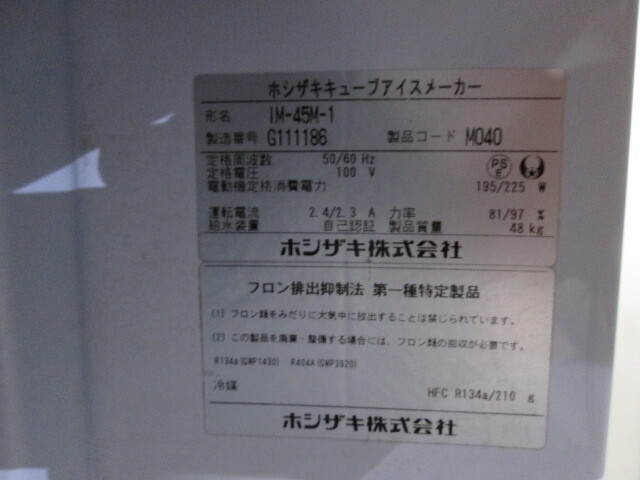 ホシザキキューブアイスメーカー
形名 IM-45M-1
製造番号 G111186 製品コード M040
定格周波数 50/60 Hz
定格電圧 100 V
PS E
電動機定格消費電力 195/225 W
運転電流 2.4/2.3 A 力率 81/97 %
給水装置 自己認証 製品質量 48 kg
ホシザキ株式会社
フロン排出抑制法 第一種特定製品
(1) フロン類をみだりに大気中に放出することは禁じられています。
(2) この製品を廃棄・整備する場合には、フロン類の回収が必要です。
R134a(GWP1430) R404A(GWP3920)
冷媒 HFC R134a/210 g
ホシザキ株式会社